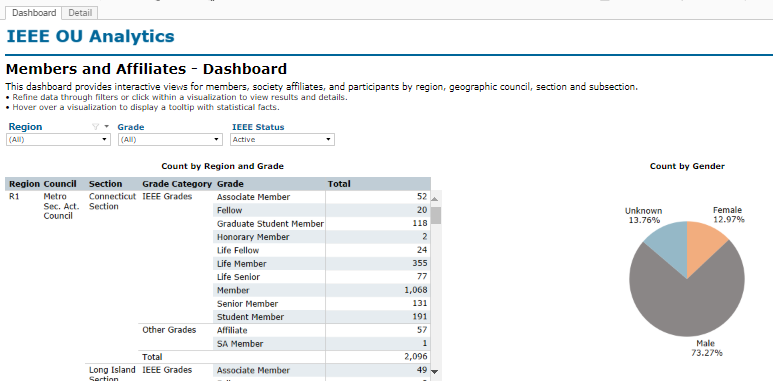 Dashboard Detail
IEEE OU Analytics
Members and Affiliates - Dashboard
This dashboard provides interactive views for members, society affiliates, and participants by region, geographic council, section and subsection.
• Refine data through filters or click within a visualization to view results and details.
• Hover over a visualization to display a tooltip with statistical facts.
Region Grade IEEE Status
(All) (All) Active
Count by Region and Grade
Region Council Section Grade Category Grade Total
R1 Metro Sec. Act. Council Connecticut Section IEEE Grades Associate Member 52
Fellow 20
Graduate Student Member 118
Honorary Member 2
Life Fellow 24
Life Member 355
Life Senior 77
Member 1,068
Senior Member 131
Student Member 191
Other Grades Affiliate 57
SA Member 1
Total 2,096
Long Island Section IEEE Grades Associate Member 49
Count by Gender
Unknown
13.76%
Female
12.97%
Male
73.27%